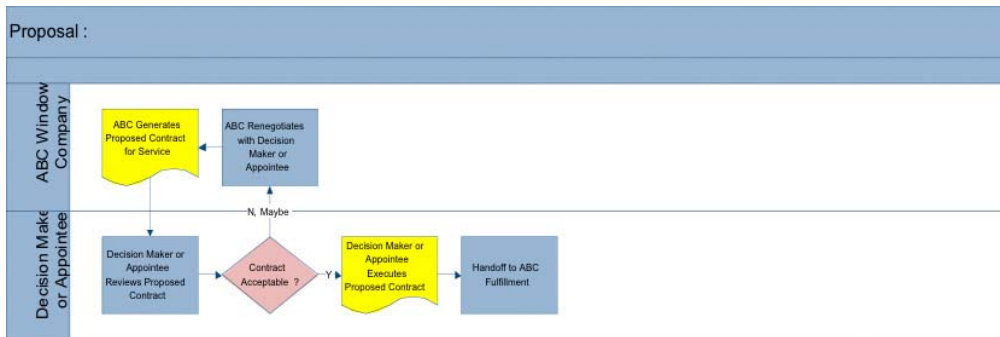 Proposal :
ABC Window
Company
ABC Generates
Proposed Contract
for Service
ABC Renegotiates
with Decision
Maker or
Appointee
N, Maybe
Decision Make
or Appointee
Decision Maker or
Appointee
Reviews Proposed
Contract
Contract
Acceptable ?
Y
Decision Maker or
Appointee
Executes
Proposed Contract
Handoff to ABC
Fulfillment